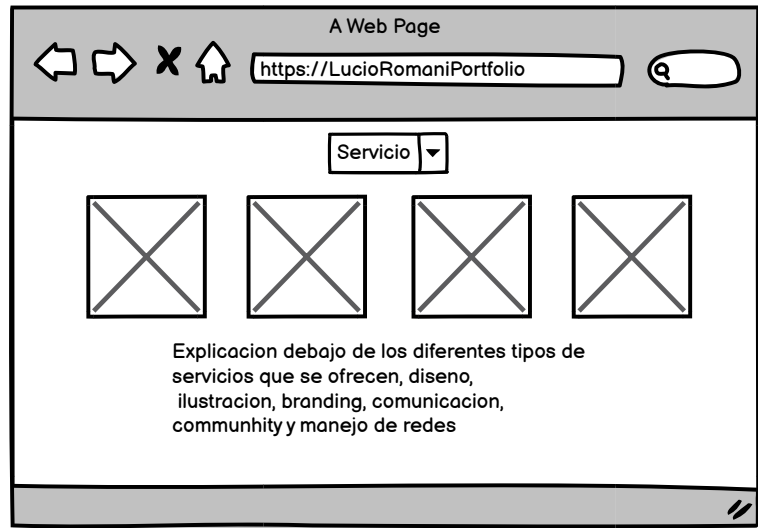 A Web Page
https://LucioRomaniPortfolio
Servicio
Explicacion debajo de los diferentes tipos de
servicios que se ofrecen, diseno,
ilustracion, branding, comunicacion,
communhity y manejo de redes